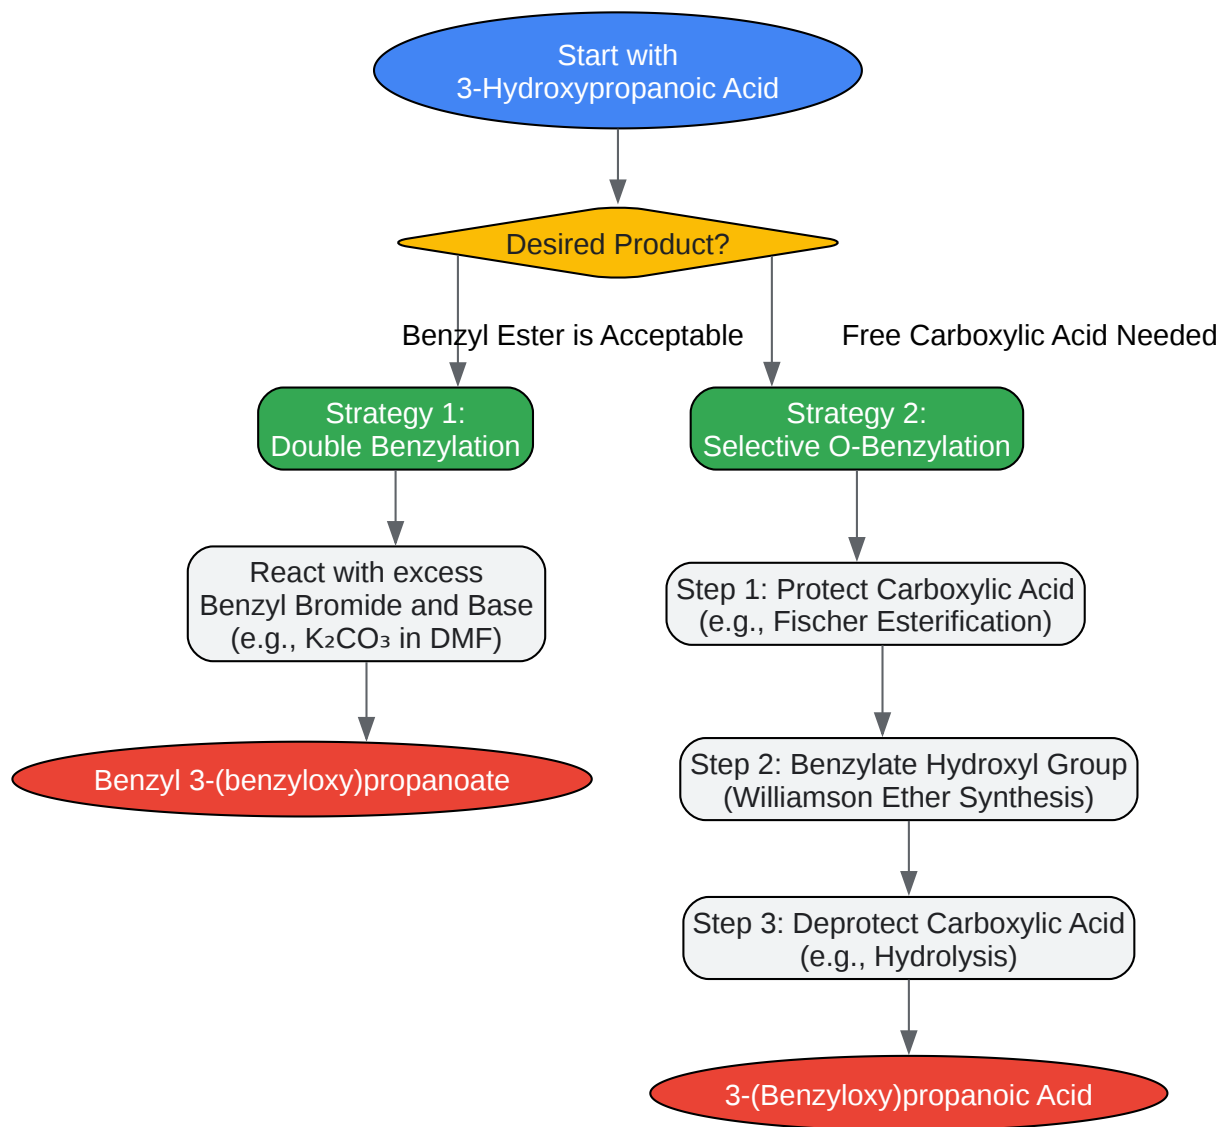 Start with
3-Hydroxypropanoic Acid
Desired Product?
Benzyl Ester is Acceptable
Free Carboxylic Acid Needed
Strategy 1:
Double Benzylation
React with excess
Benzyl Bromide and Base
(e.g., K₂CO₃ in DMF)
Benzyl 3-(benzyloxy)propanoate
Strategy 2:
Selective O-Benzylation
Step 1: Protect Carboxylic Acid
(e.g., Fischer Esterification)
Step 2: Benzylate Hydroxyl Group
(Williamson Ether Synthesis)
Step 3: Deprotect Carboxylic Acid
(e.g., Hydrolysis)
3-(Benzyloxy)propanoic Acid